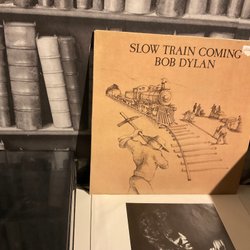 SLOW TRAIN COMING
BOB DYLAN